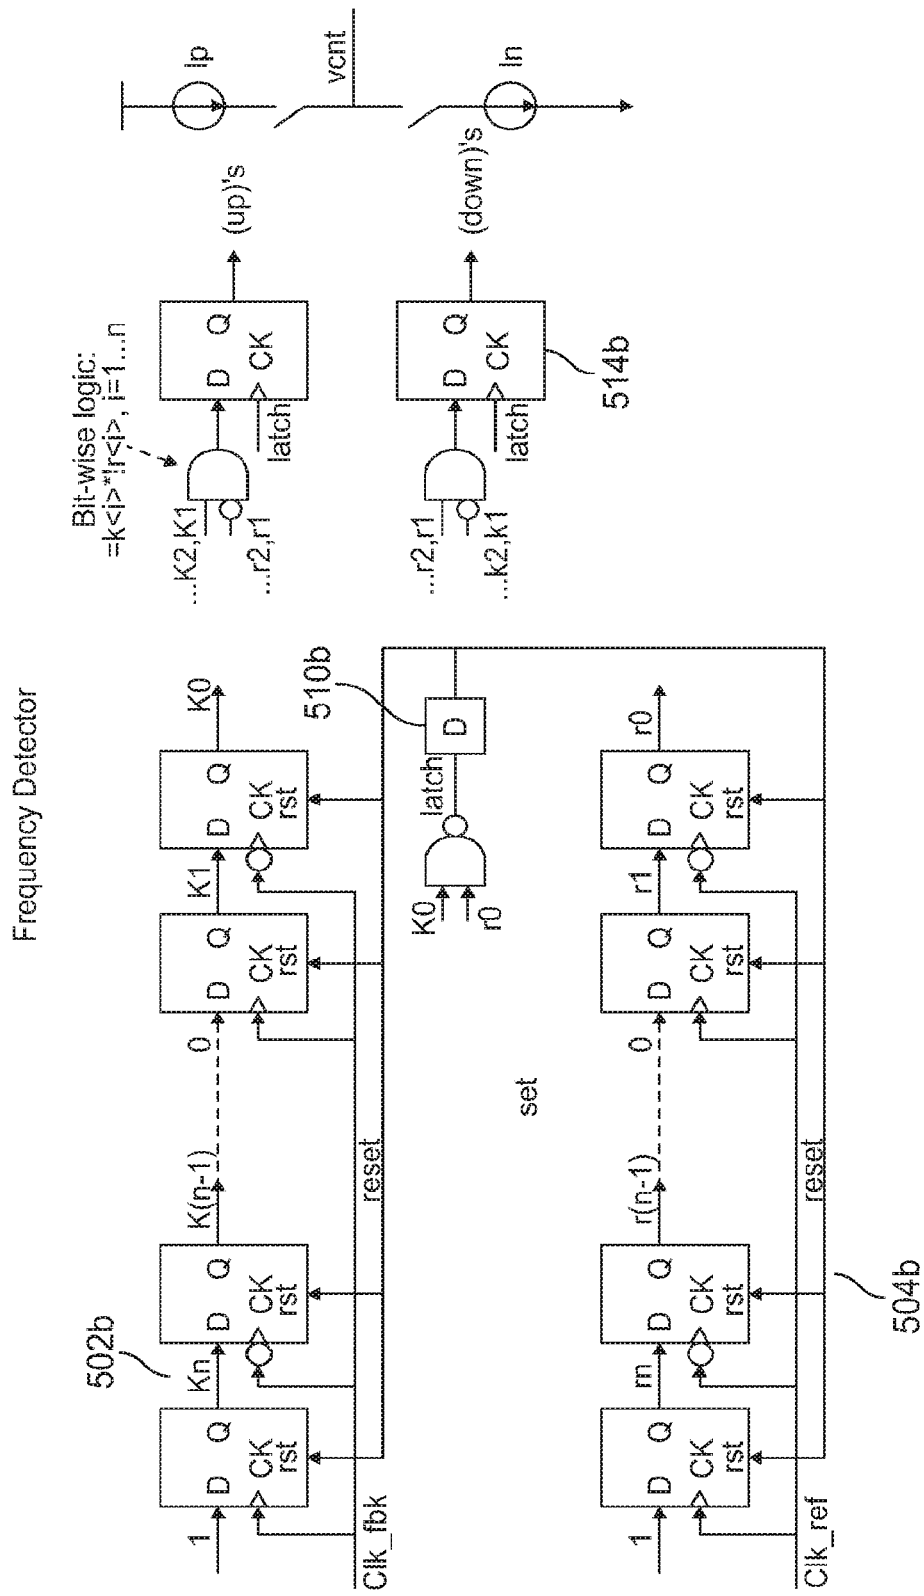 Frequency Detector
502b
1
D
Q
CK
rst
Kn
D
Q
CK
rst
K(n-1)
0
D
Q
CK
rst
K1
D
Q
CK
rst
K0
Clk_fbk
reset
set
K0
r0
latch
D
510b
1
D
Q
CK
rst
rn
D
Q
CK
rst
r(n-1)
0
D
Q
CK
rst
r1
D
Q
CK
rst
r0
Clk_ref
reset
504b
Bit-wise logic:
=k<i>*!r<i>, i=1...n
...K2,K1
...r2,r1
D
Q
CK
latch
(up)'s
...r2,r1
...k2,k1
D
Q
CK
latch
(down)'s
514b
Ip
vcnt
In